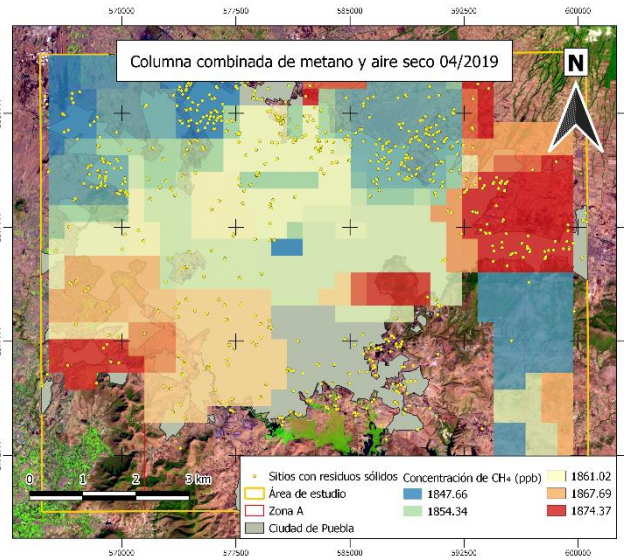 570000 577500 585000 592500 600000
Columna combinada de metano y aire seco 04/2019
N
0 1 2 3 km
Sitios con residuos sólidos
Área de estudio
Zona A
Ciudad de Puebla
Concentración de CH₄ (ppb)
1847.66
1854.34
1861.02
1867.69
1874.37
570000 577500 585000 592500 600000